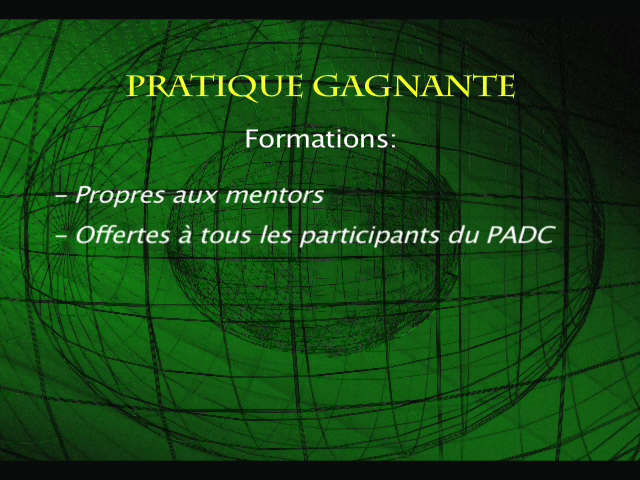 PRATIQUE GAGNANTE
Formations:
- Propres aux mentors
- Offertes à tous les participants du PADC